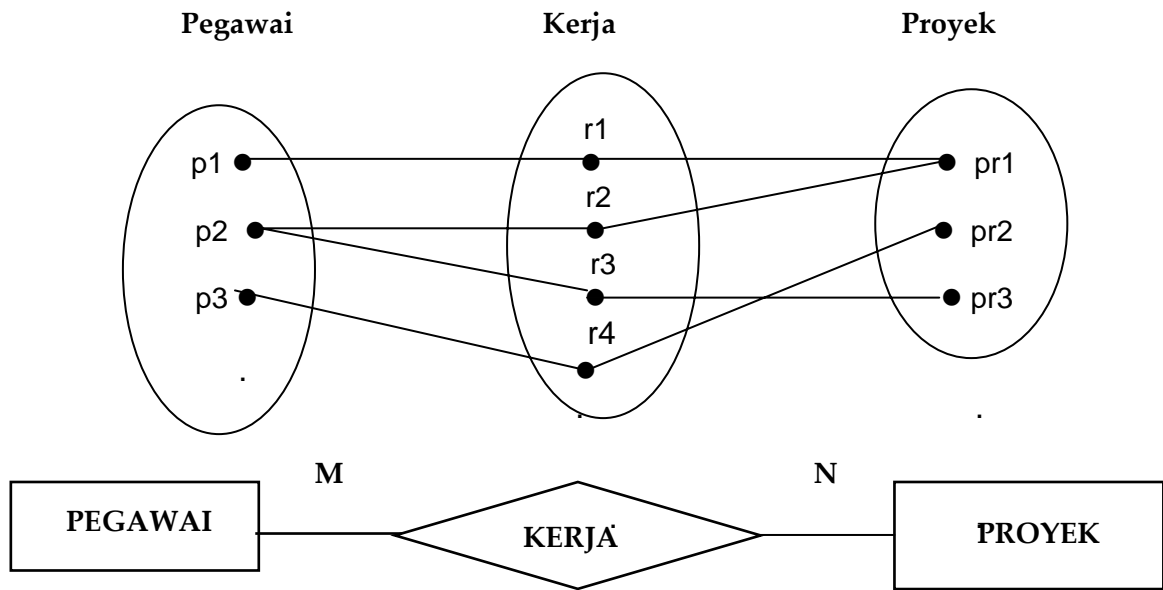 Pegawai Kerja Proyek
r1
p1 pr1
r2
p2 pr2
r3
p3 pr3
r4
.
. .
M N
PEGAWAI KERJA PROYEK